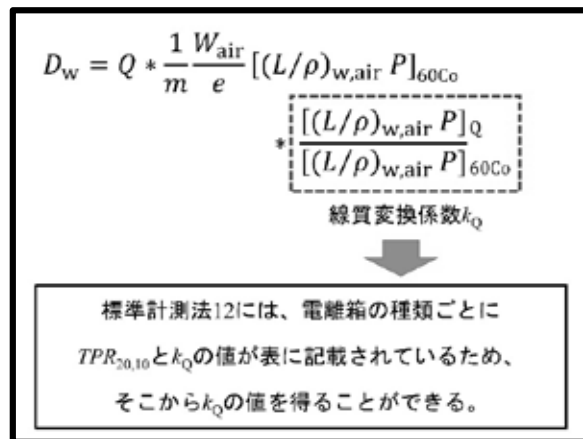 D_w = Q * 1/m W_air/e [(L/ρ)_w,air P]_60Co
* [(L/ρ)_w,air P]_Q / [(L/ρ)_w,air P]_60Co
線質変換係数k_Q
標準計測法12には、電離箱の種類ごとに
TPR_20,10とk_Qの値が表に記載されているため、
そこからk_Qの値を得ることができる。